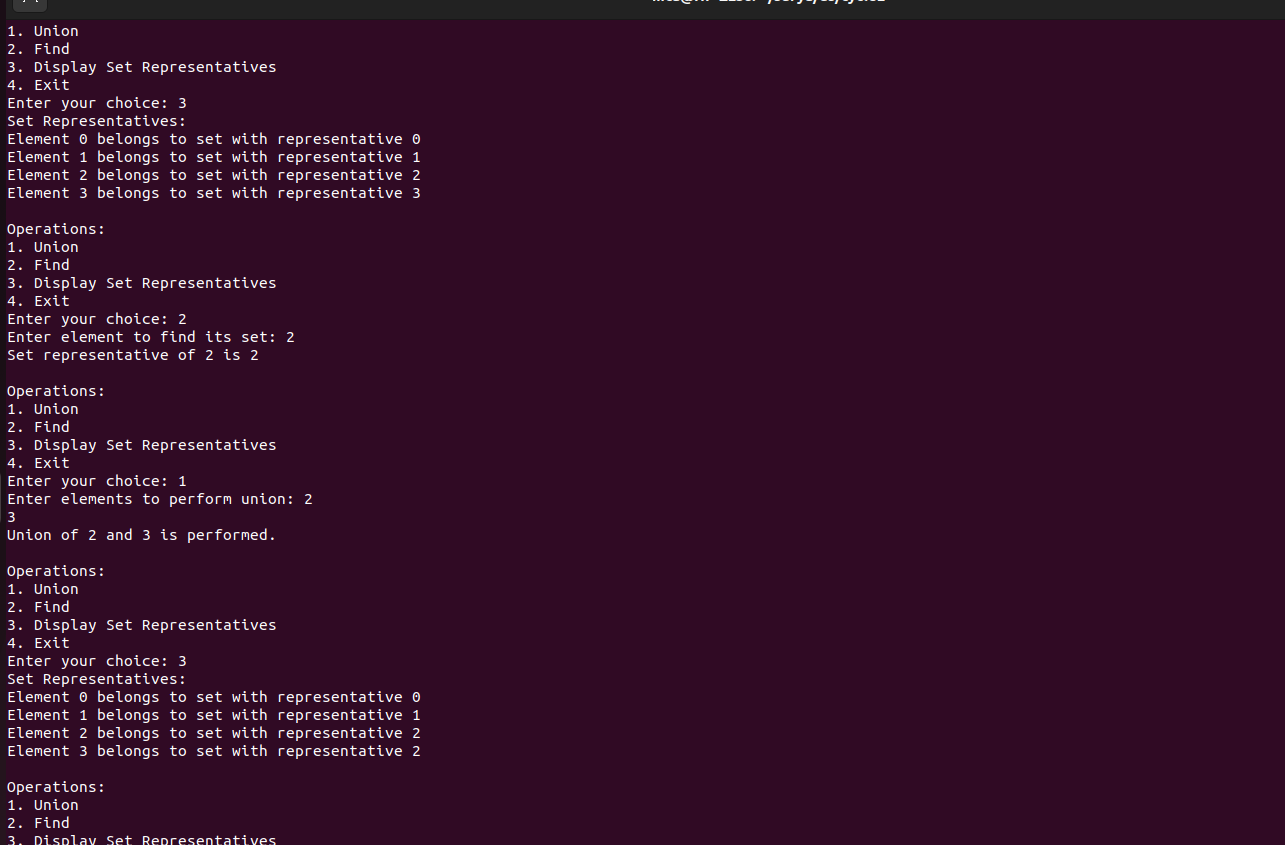 1. Union
2. Find
3. Display Set Representatives
4. Exit
Enter your choice: 3
Set Representatives:
Element 0 belongs to set with representative 0
Element 1 belongs to set with representative 1
Element 2 belongs to set with representative 2
Element 3 belongs to set with representative 3

Operations:
1. Union
2. Find
3. Display Set Representatives
4. Exit
Enter your choice: 2
Enter element to find its set: 2
Set representative of 2 is 2

Operations:
1. Union
2. Find
3. Display Set Representatives
4. Exit
Enter your choice: 1
Enter elements to perform union: 2
3
Union of 2 and 3 is performed.

Operations:
1. Union
2. Find
3. Display Set Representatives
4. Exit
Enter your choice: 3
Set Representatives:
Element 0 belongs to set with representative 0
Element 1 belongs to set with representative 1
Element 2 belongs to set with representative 2
Element 3 belongs to set with representative 2

Operations:
1. Union
2. Find
3. Display Set Representatives